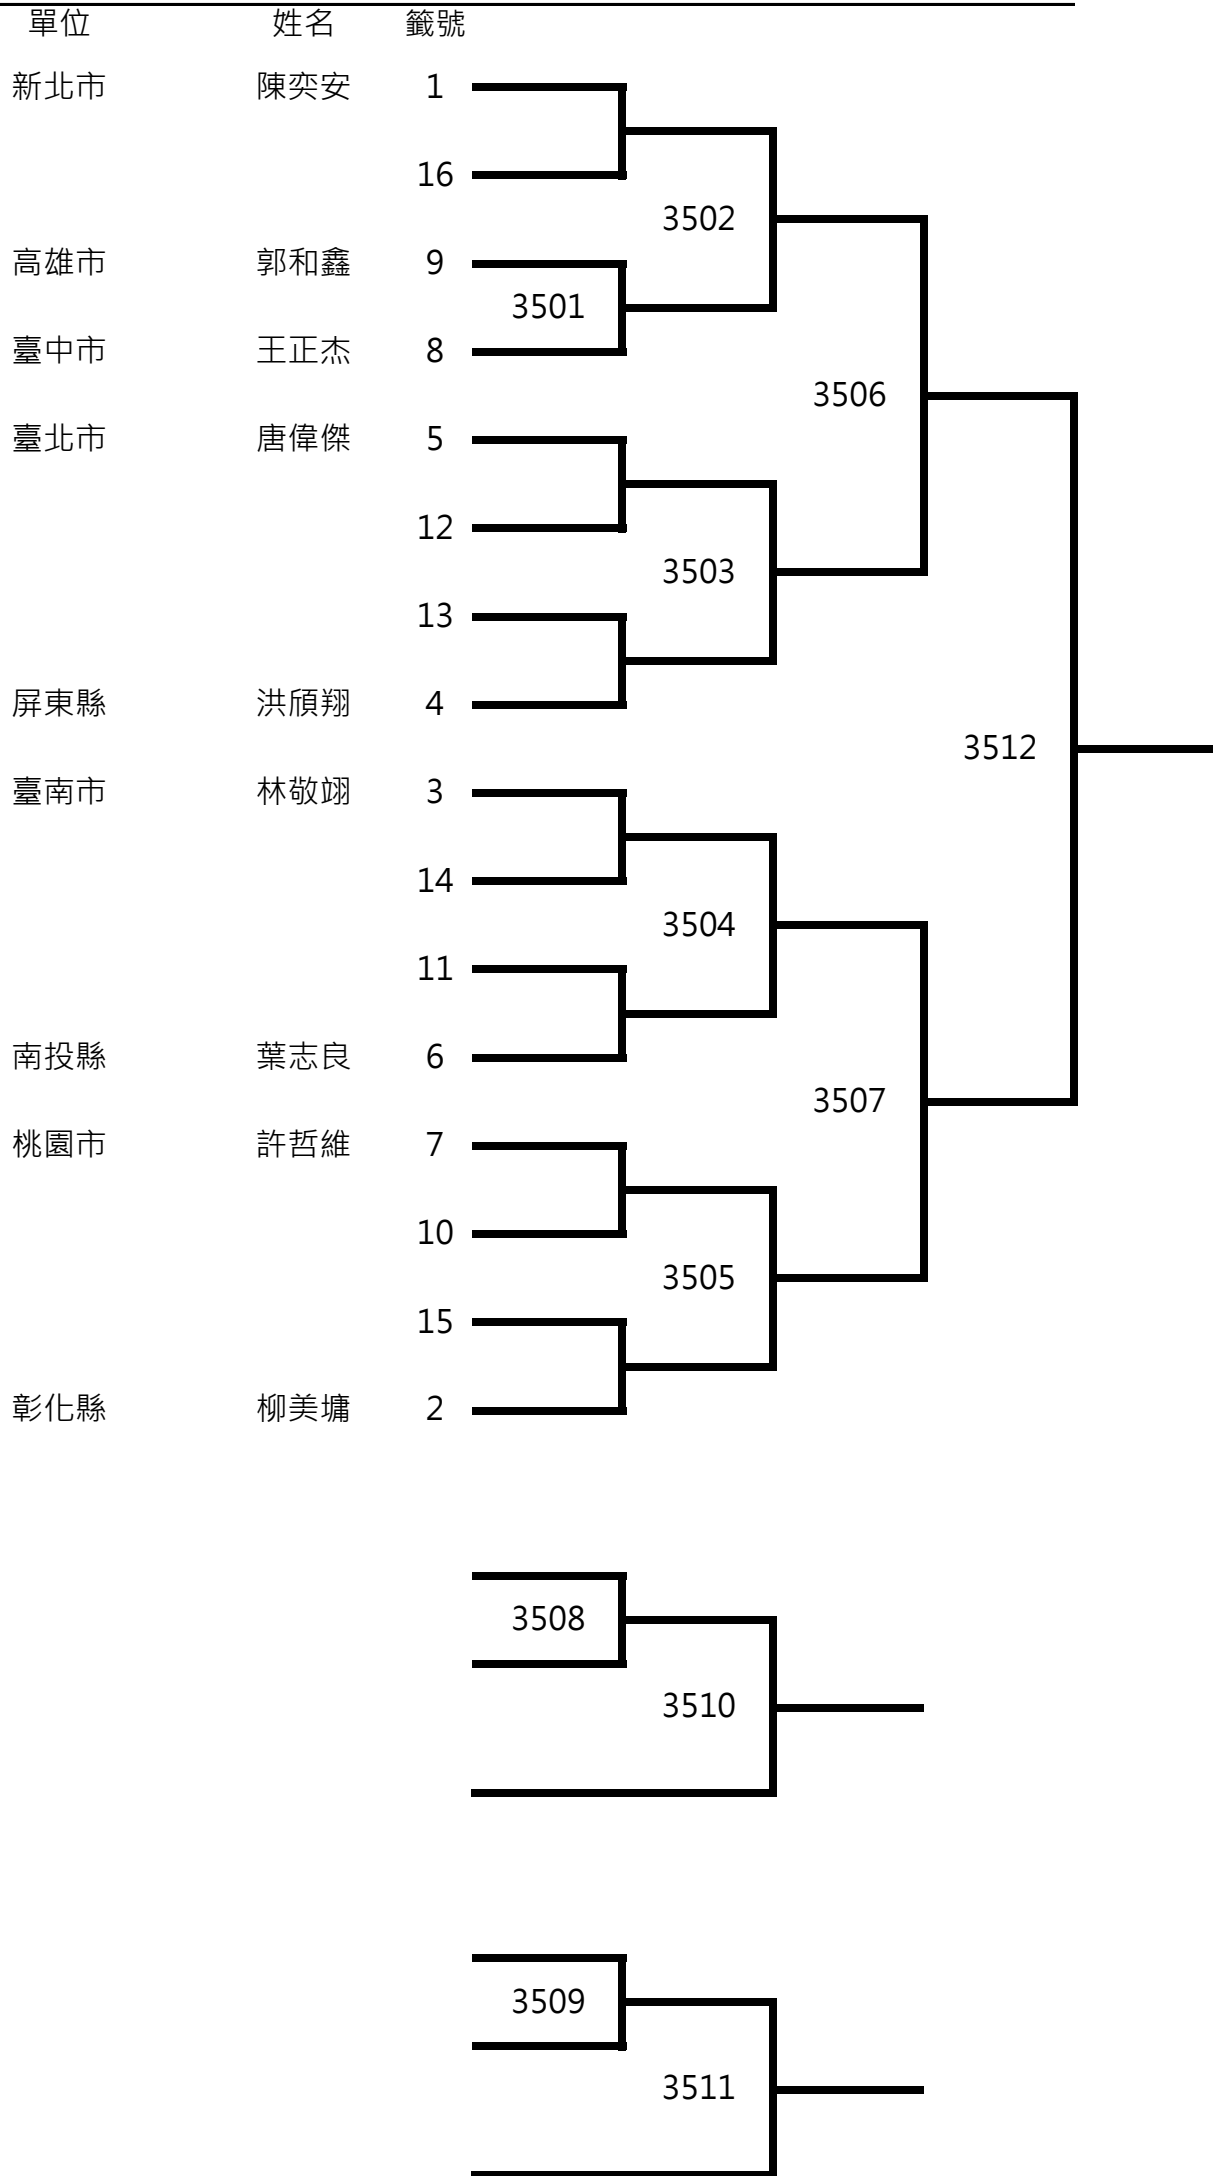 單位 姓名 籤號
新北市 陳奕安 1
16
3502
高雄市 郭和鑫 9
3501
臺中市 王正杰 8
3506
臺北市 唐偉傑 5
12
3503
13
屏東縣 洪頎翔 4
3512
臺南市 林敬翊 3
14
3504
11
南投縣 葉志良 6
3507
桃園市 許哲維 7
10
3505
15
彰化縣 柳美墉 2
3508
3510
3509
3511